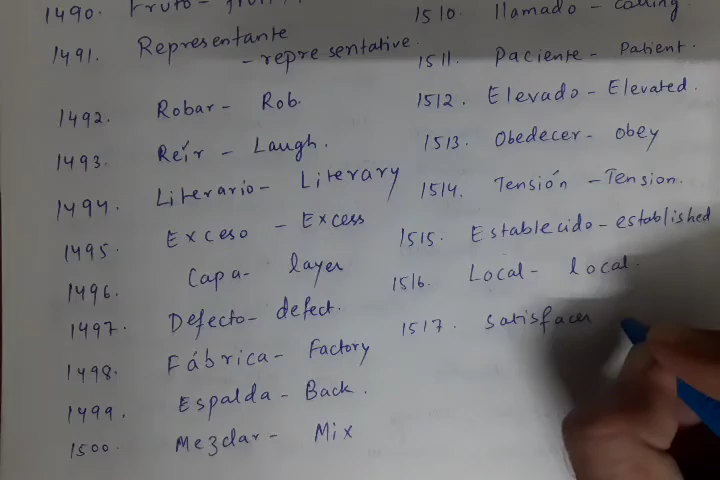 1490. Fruto - fruit
1491. Representante
- representative.
1492. Robar - Rob.
1493. Reír - Laugh.
1494. Literario - Literary
1495. Exceso - Excess
1496. Capa - layer
1497. Defecto - defect.
1498. Fábrica - Factory
1499. Espalda - Back.
1500. Mezclar - Mix
1510. llamado - calling
1511. Paciente - Patient.
1512. Elevado - Elevated.
1513. Obedecer - obey
1514. Tensión - Tension.
1515. Establecido - established
1516. Local - local.
1517. Satisfacer